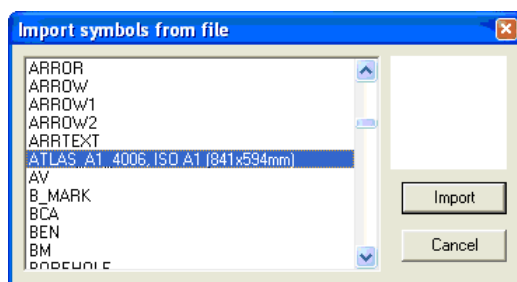 Import symbols from file
ARROR
ARROW
ARROW1
ARROW2
ARRTEXT
ATLAS_A1_4006, ISO A1 (841x594mm)
AV
B_MARK
BCA
BEN
BM
BOREHOLE
Import
Cancel